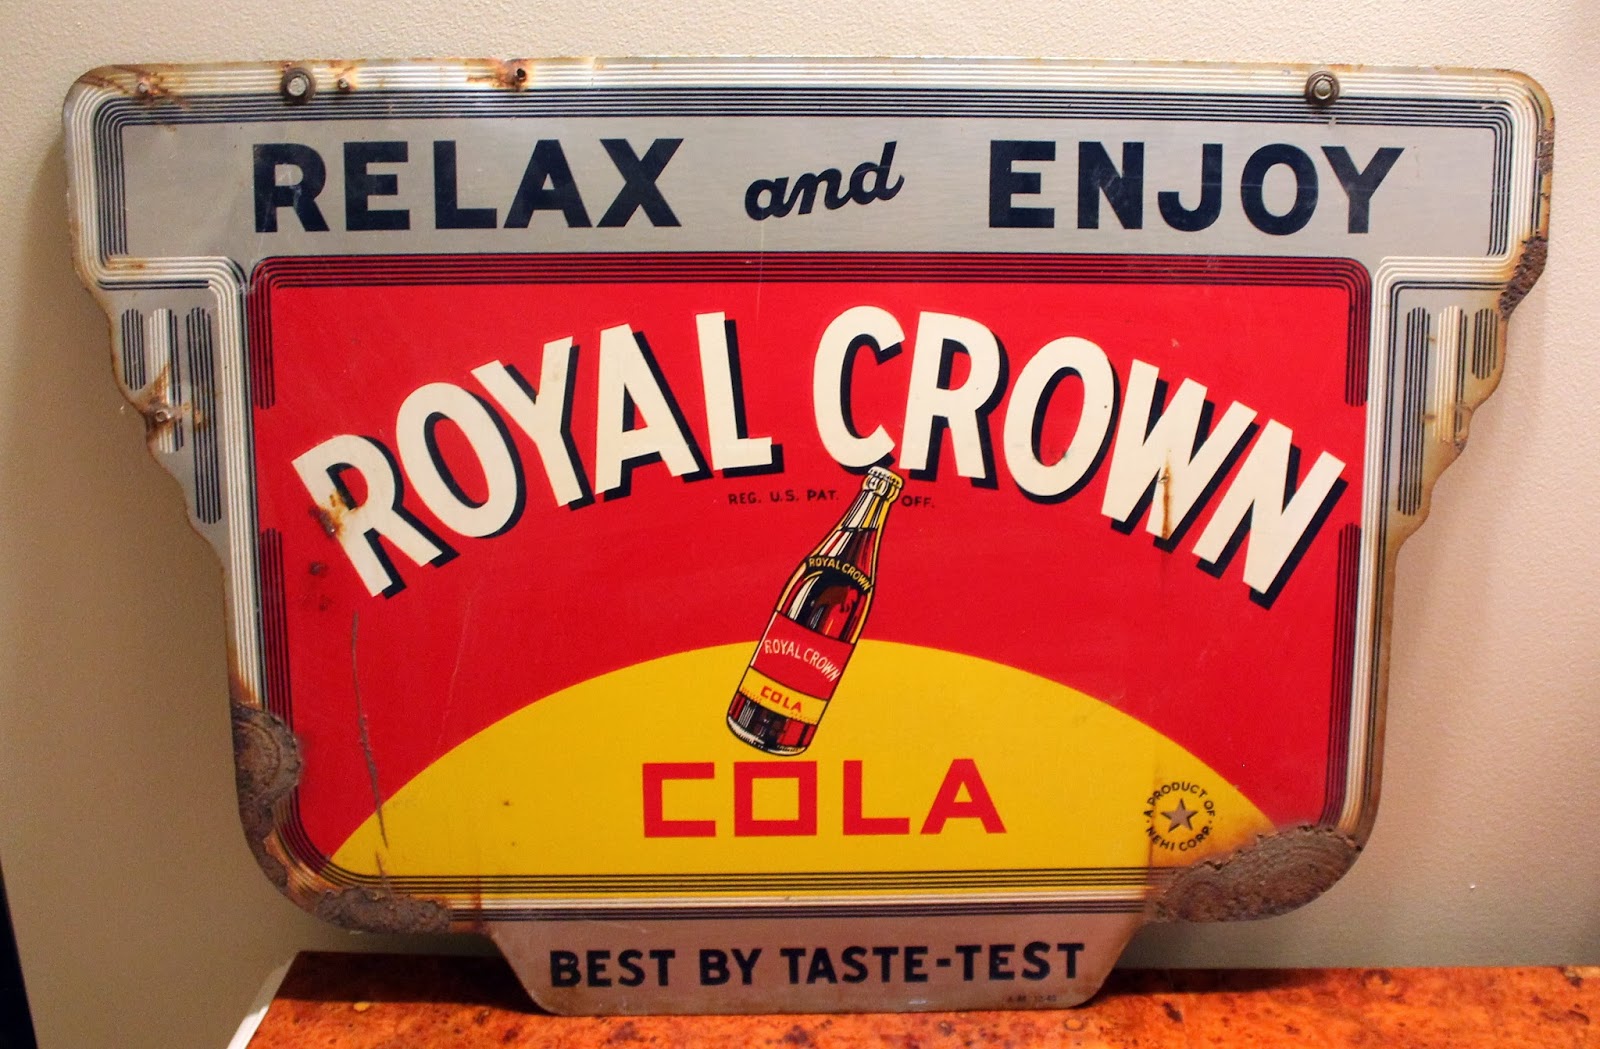 RELAX and ENJOY
ROYAL CROWN
REG. U.S. PAT. OFF.
ROYAL CROWN
ROYAL CROWN
COLA
COLA
A PRODUCT OF
NEHI CORP.
BEST BY TASTE-TEST